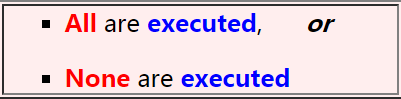 ▪ All are executed, or
▪ None are executed